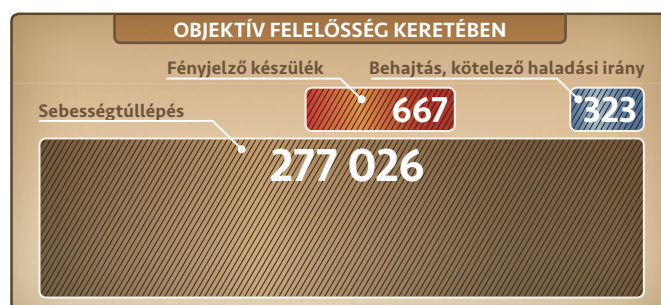 OBJEKTÍV FELELŐSSÉG KERETÉBEN
Fényjelző készülék
Behajtás, kötelező haladási irány
667
323
Sebességtúllépés
277 026